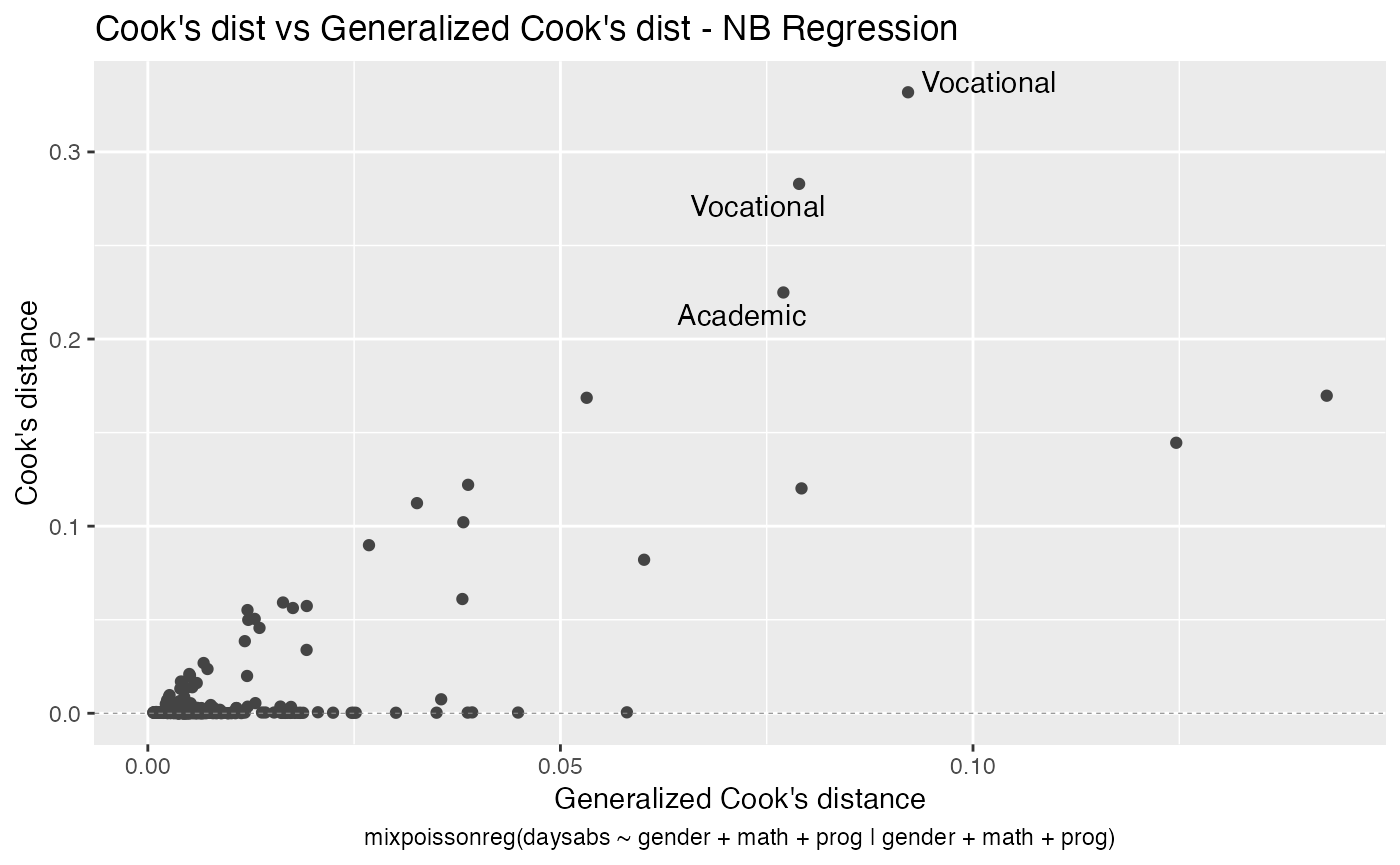 Cook's dist vs Generalized Cook's dist - NB Regression
Vocational
Vocational
Academic
Cook's distance
0.3
0.2
0.1
0.0
0.00 0.05 0.10
Generalized Cook's distance
mixpoissonreg(daysabs ~ gender + math + prog | gender + math + prog)